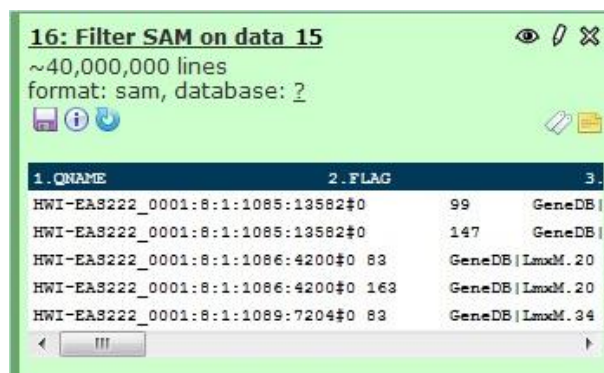 16: Filter SAM on data 15
~40,000,000 lines
format: sam, database: ?
1.QNAME 2.FLAG 3.
HWI-EAS222_0001:8:1:1085:13582#0 99 GeneDB|
HWI-EAS222_0001:8:1:1085:13582#0 147 GeneDB|
HWI-EAS222_0001:8:1:1086:4200#0 83 GeneDB|LmxM.20
HWI-EAS222_0001:8:1:1086:4200#0 163 GeneDB|LmxM.20
HWI-EAS222_0001:8:1:1089:7204#0 83 GeneDB|LmxM.34